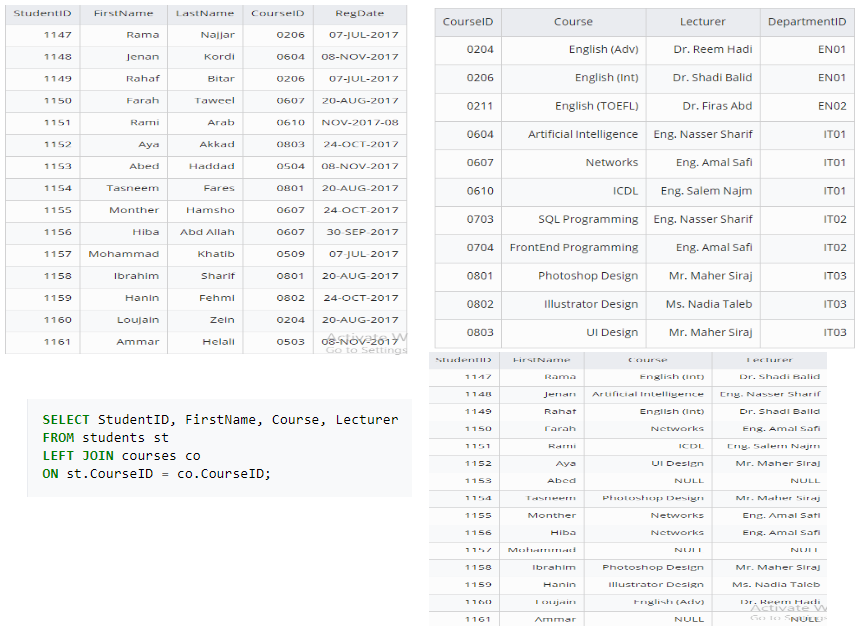 StudentID FirstName LastName CourseID RegDate
1147 Rama Najjar 0206 07-JUL-2017
1148 Jenan Kordi 0604 08-NOV-2017
1149 Rahaf Bitar 0206 07-JUL-2017
1150 Farah Taweel 0607 20-AUG-2017
1151 Rami Arab 0610 NOV-2017-08
1152 Aya Akkad 0803 24-OCT-2017
1153 Abed Haddad 0504 08-NOV-2017
1154 Tasneem Fares 0801 20-AUG-2017
1155 Monther Hamsho 0607 24-OCT-2017
1156 Hiba Abd Allah 0607 30-SEP-2017
1157 Mohammad Khatib 0509 07-JUL-2017
1158 Ibrahim Sharif 0801 20-AUG-2017
1159 Hanin Fehmi 0802 24-OCT-2017
1160 Loujain Zein 0204 20-AUG-2017
1161 Ammar Helali 0503 08-NOV-2017
Activate W
Go to Settings
CourseID Course Lecturer DepartmentID
0204 English (Adv) Dr. Reem Hadi EN01
0206 English (Int) Dr. Shadi Balid EN01
0211 English (TOEFL) Dr. Firas Abd EN02
0604 Artificial Intelligence Eng. Nasser Sharif IT01
0607 Networks Eng. Amal Safi IT01
0610 ICDL Eng. Salem Najm IT01
0703 SQL Programming Eng. Nasser Sharif IT02
0704 FrontEnd Programming Eng. Amal Safi IT02
0801 Photoshop Design Mr. Maher Siraj IT03
0802 Illustrator Design Ms. Nadia Taleb IT03
0803 UI Design Mr. Maher Siraj IT03
SELECT StudentID, FirstName, Course, Lecturer
FROM students st
LEFT JOIN courses co
ON st.CourseID = co.CourseID;
StudentID FirstName Course Lecturer
1147 Rama English (Int) Dr. Shadi Balid
1148 Jenan Artificial Intelligence Eng. Nasser Sharif
1149 Rahaf English (Int) Dr. Shadi Balid
1150 Farah Networks Eng. Amal Safi
1151 Rami ICDL Eng. Salem Najm
1152 Aya UI Design Mr. Maher Siraj
1153 Abed NULL NULL
1154 Tasneem Photoshop Design Mr. Maher Siraj
1155 Monther Networks Eng. Amal Safi
1156 Hiba Networks Eng. Amal Safi
1157 Mohammad NULL NULL
1158 Ibrahim Photoshop Design Mr. Maher Siraj
1159 Hanin Illustrator Design Ms. Nadia Taleb
1160 Loujain English (Adv) Dr. Reem Hadi
1161 Ammar NULL NULL
Activate W
Go to Settings